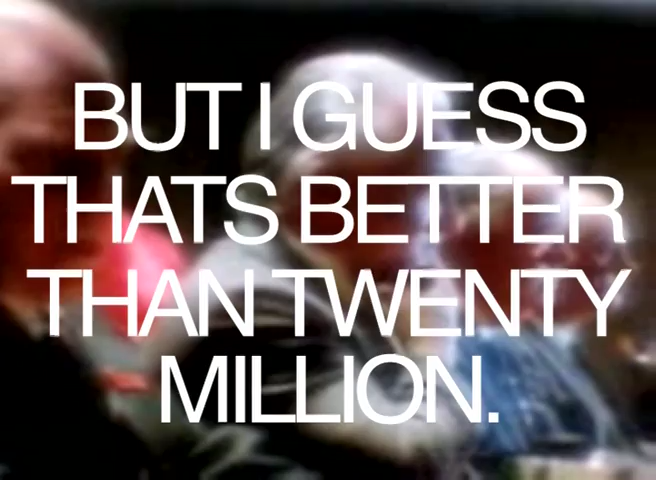 BUT I GUESS
THATS BETTER
THAN TWENTY
MILLION.